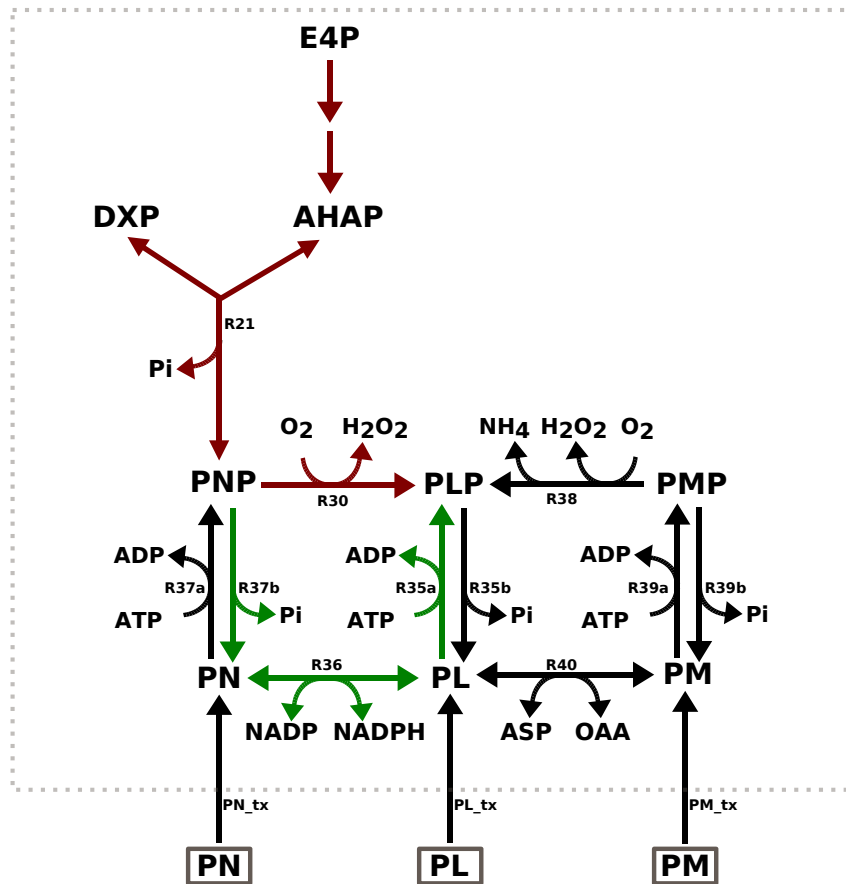 E4P
DXP AHAP
R21
Pi
O2 H2O2 NH4 H2O2 O2
PNP PLP PMP
R30 R38
ADP ADP ADP
R37a R37b R35a R35b R39a R39b
ATP Pi ATP Pi ATP Pi
R36 R40
PN PL PM
NADP NADPH ASP OAA
PN_tx PL_tx PM_tx
PN PL PM